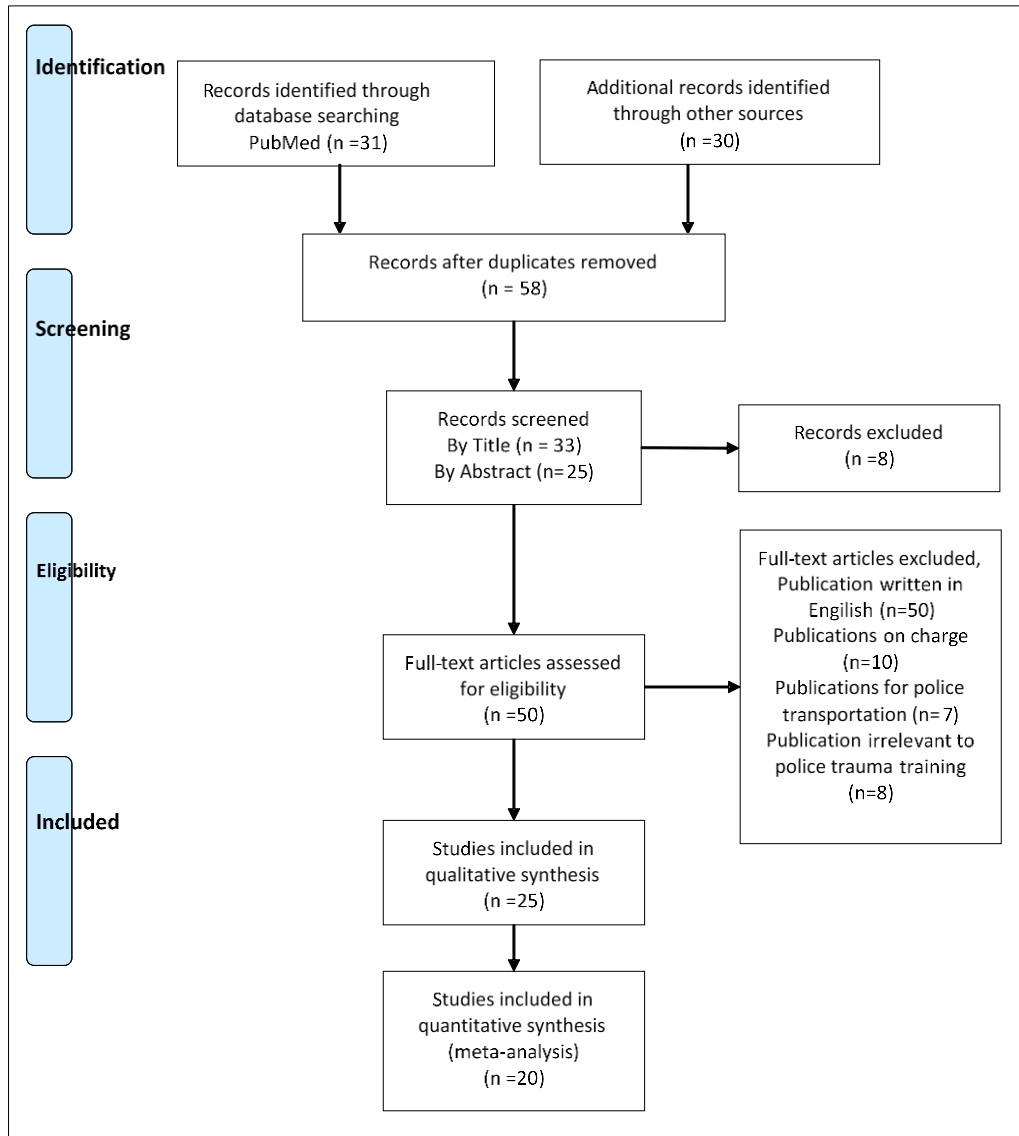 Identification
Records identified through
database searching
PubMed (n =31)
Additional records identified
through other sources
(n =30)
Records after duplicates removed
(n = 58)
Screening
Records screened
By Title (n = 33)
By Abstract (n=25)
Records excluded
(n =8)
Eligibility
Full-text articles assessed
for eligibility
(n =50)
Full-text articles excluded,
Publication written in
Engilish (n=50)
Publications on charge
(n=10)
Publications for police
transportation (n= 7)
Publication irrelevant to
police trauma training
(n=8)
Included
Studies included in
qualitative synthesis
(n =25)
Studies included in
quantitative synthesis
(meta-analysis)
(n =20)